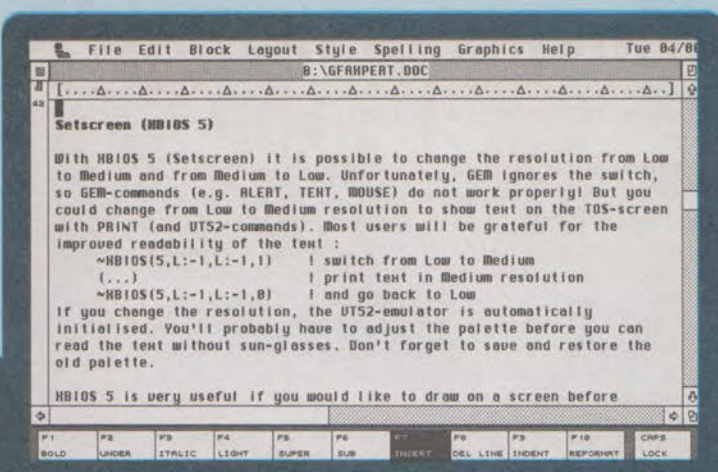 File Edit Block Layout Style Spelling Graphics Help Tue 04/0
B:\GFAXPERT.DOC
42
Setscreen (XBIOS 5)
With XBIOS 5 (Setscreen) it is possible to change the resolution from Low
to Medium and from Medium to Low. Unfortunately, GEM ignores the switch,
so GEM-commands (e.g. ALERT, TEXT, MOUSE) do not work properly! But you
could change from Low to Medium resolution to show text on the TOS-screen
with PRINT (and VT52-commands). Most users will be grateful for the
improved readability of the text :
~XBIOS(5,L:-1,L:-1,1) ! switch from Low to Medium
(...) ! print text in Medium resolution
~XBIOS(5,L:-1,L:-1,0) ! and go back to Low
If you change the resolution, the VT52-emulator is automatically
initialised. You'll probably have to adjust the palette before you can
read the text without sun-glasses. Don't forget to save and restore the
old palette.
XBIOS 5 is very useful if you would like to draw on a screen before
F1 F2 F3 F4 F5 F6 F7 F8 F9 F10 CAPS
BOLD UNDER ITALIC LIGHT SUPER SUB INSERT DEL LINE INDENT REFORMAT LOCK